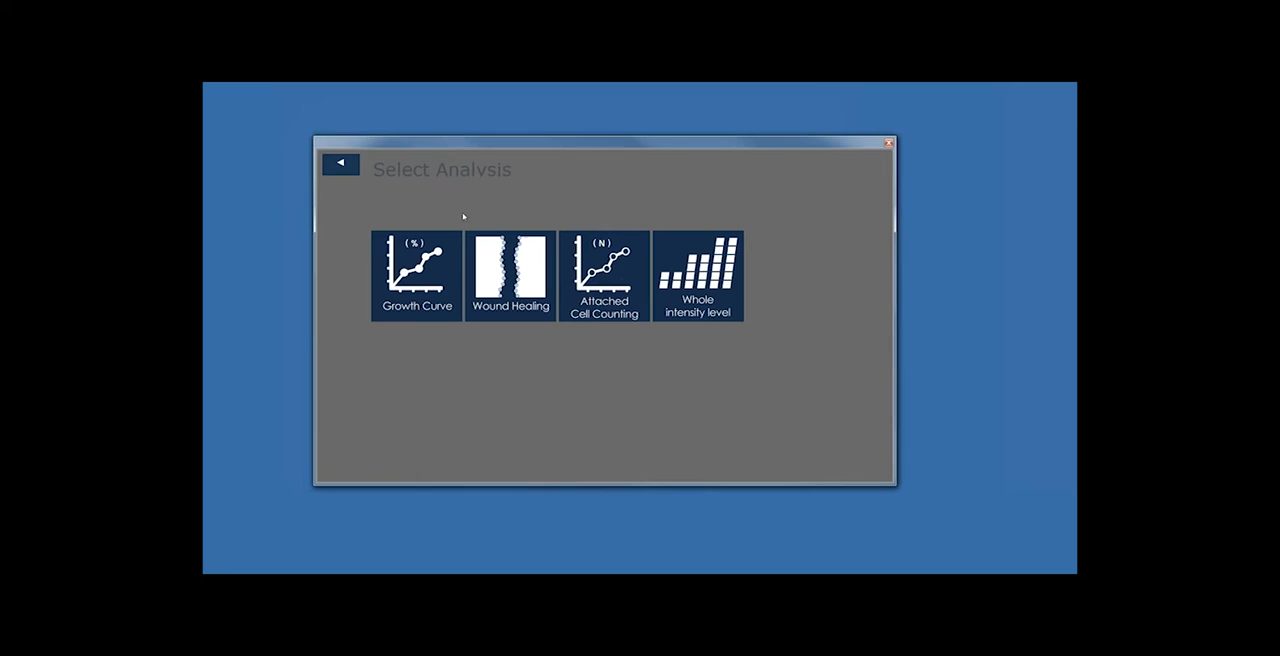 Select Analysis
(%)
Growth Curve
Wound Healing
(N)
Attached
Cell Counting
Whole
intensity level